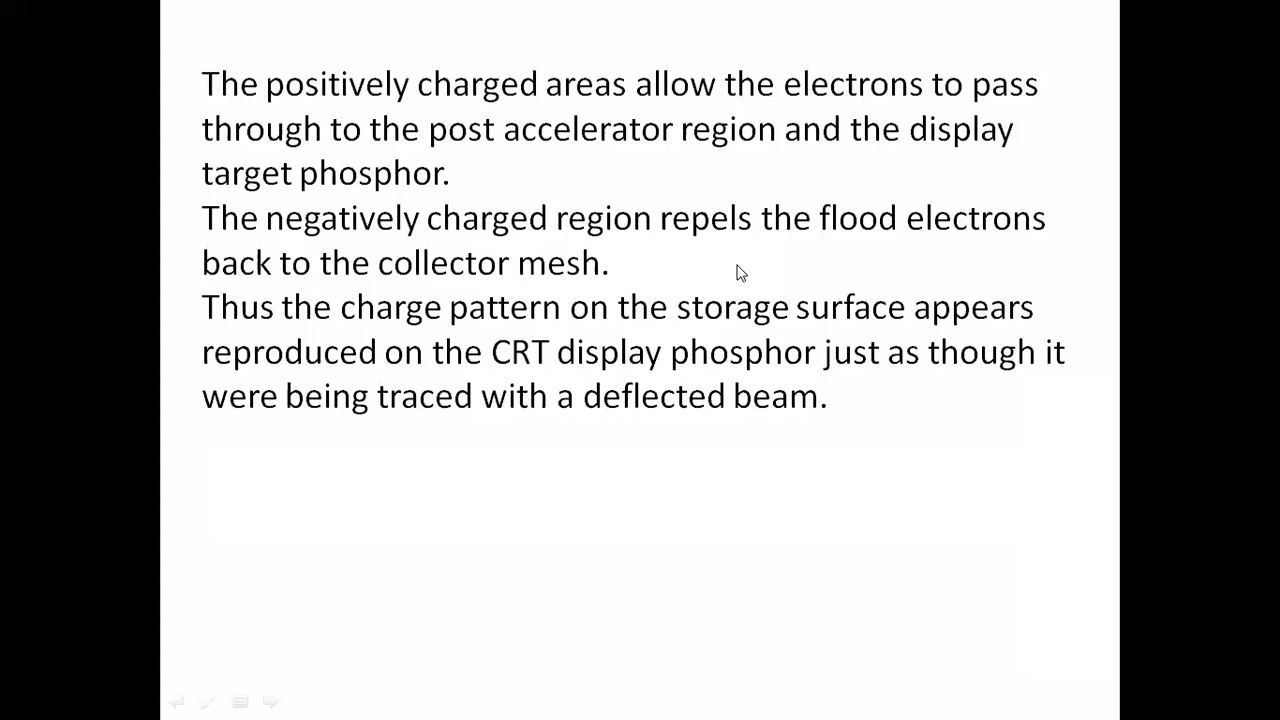 The positively charged areas allow the electrons to pass
through to the post accelerator region and the display
target phosphor.
The negatively charged region repels the flood electrons
back to the collector mesh.
Thus the charge pattern on the storage surface appears
reproduced on the CRT display phosphor just as though it
were being traced with a deflected beam.